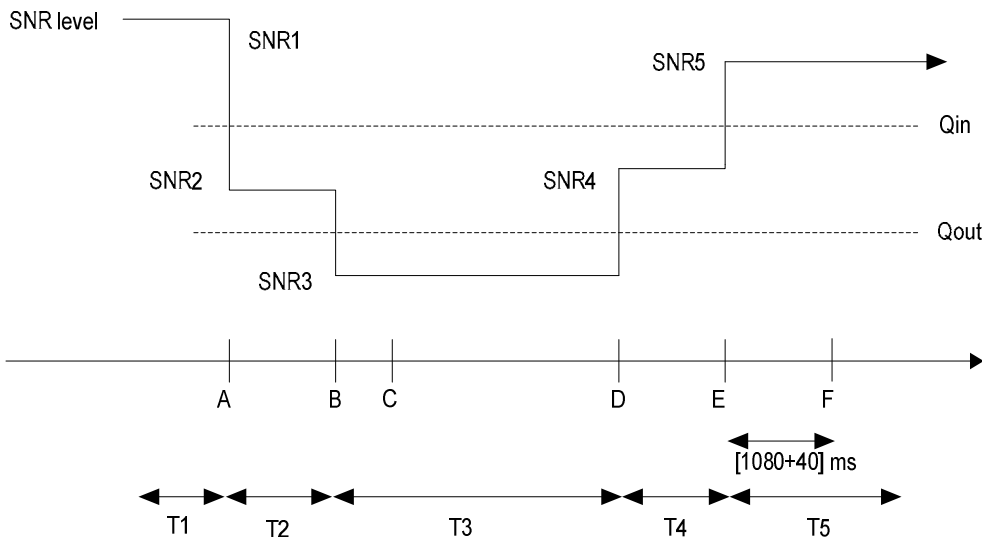 SNR level
SNR1
SNR5
Qin
SNR2
SNR4
Qout
SNR3
A
B
C
D
E
F
[1080+40] ms
T1
T2
T3
T4
T5